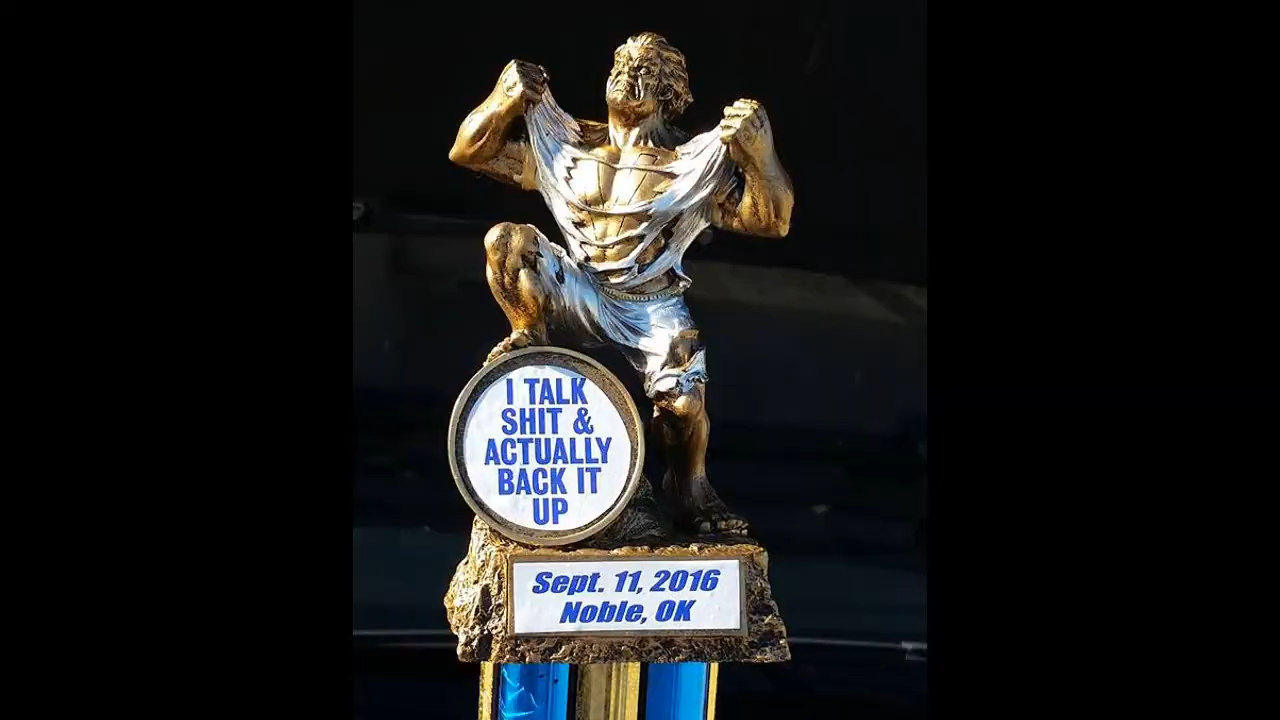 I TALK
SHIT &
ACTUALLY
BACK IT
UP
Sept. 11, 2016
Noble, OK